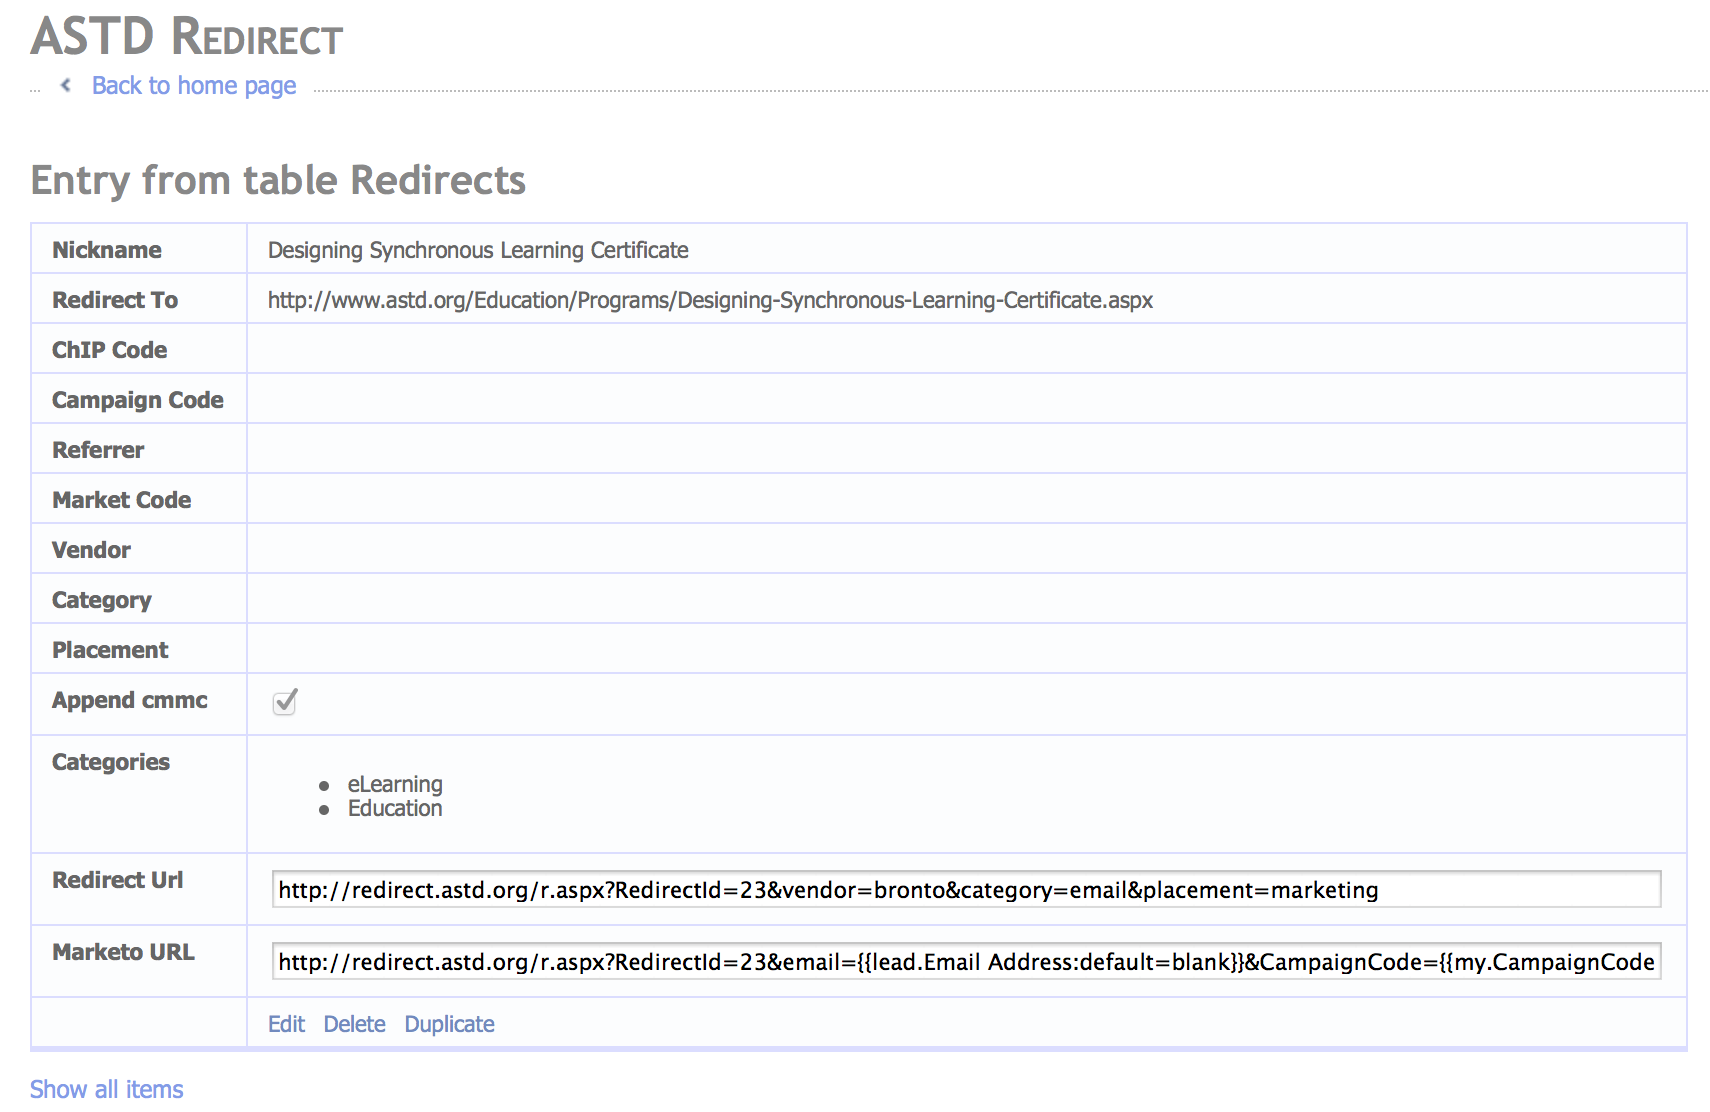 ASTD REDIRECT
Back to home page
Entry from table Redirects
Nickname Designing Synchronous Learning Certificate
Redirect To http://www.astd.org/Education/Programs/Designing-Synchronous-Learning-Certificate.aspx
ChIP Code
Campaign Code
Referrer
Market Code
Vendor
Category
Placement
Append cmmc
Categories
eLearning
Education
Redirect Url http://redirect.astd.org/r.aspx?RedirectId=23&vendor=bronto&category=email&placement=marketing
Marketo URL http://redirect.astd.org/r.aspx?RedirectId=23&email={{lead.Email Address:default=blank}}&CampaignCode={{my.CampaignCode
Edit Delete Duplicate
Show all items